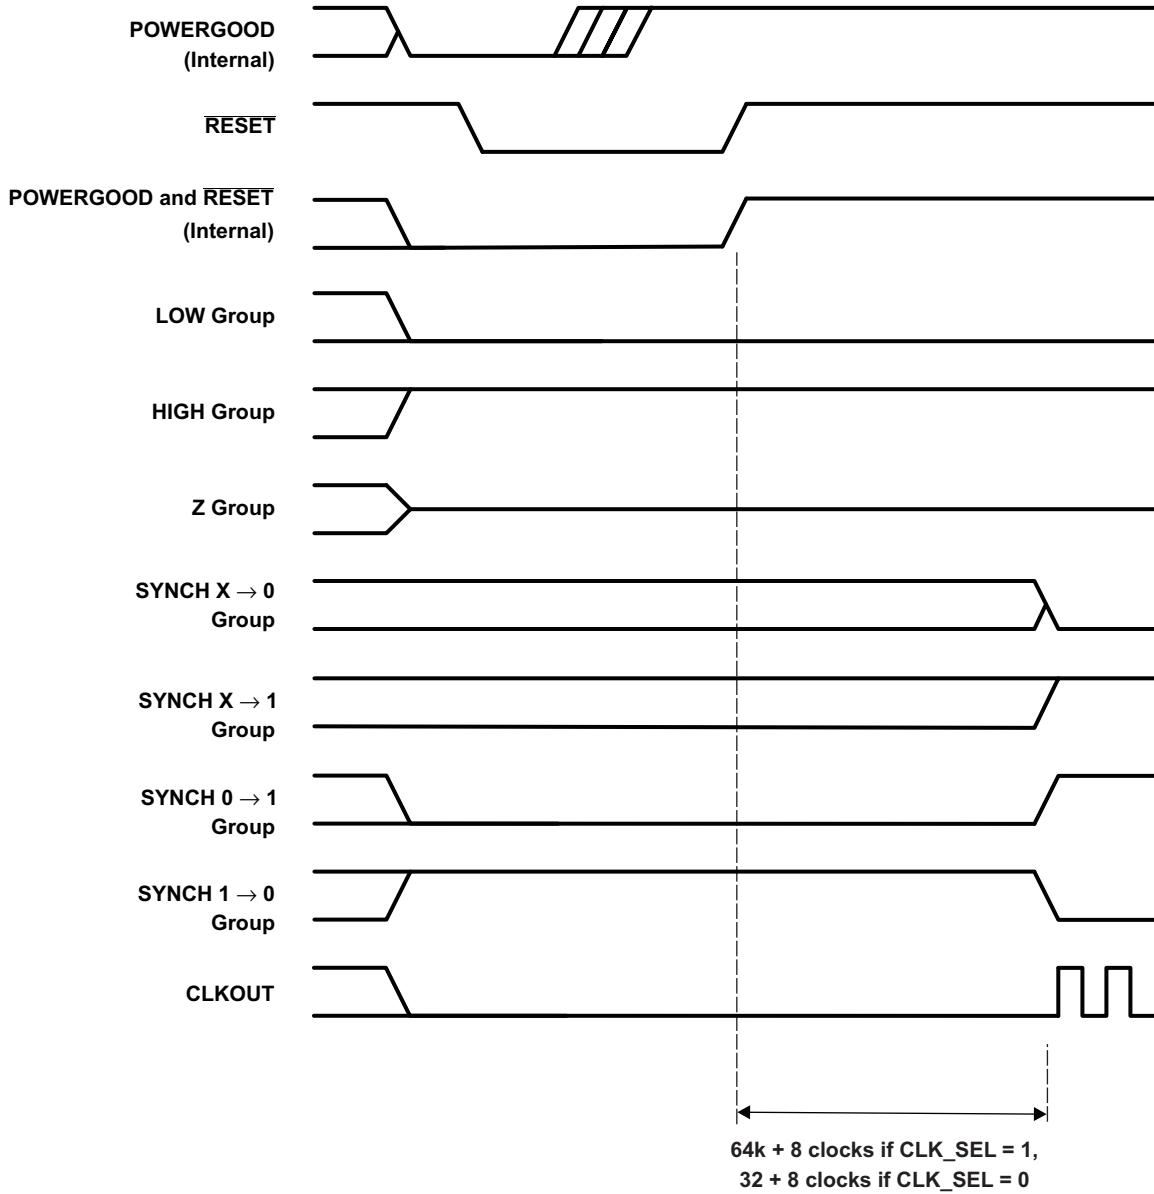 POWERGOOD
(Internal)
RESET
POWERGOOD and RESET
(Internal)
LOW Group
HIGH Group
Z Group
SYNCH X → 0
Group
SYNCH X → 1
Group
SYNCH 0 → 1
Group
SYNCH 1 → 0
Group
CLKOUT
64k + 8 clocks if CLK_SEL = 1,
32 + 8 clocks if CLK_SEL = 0